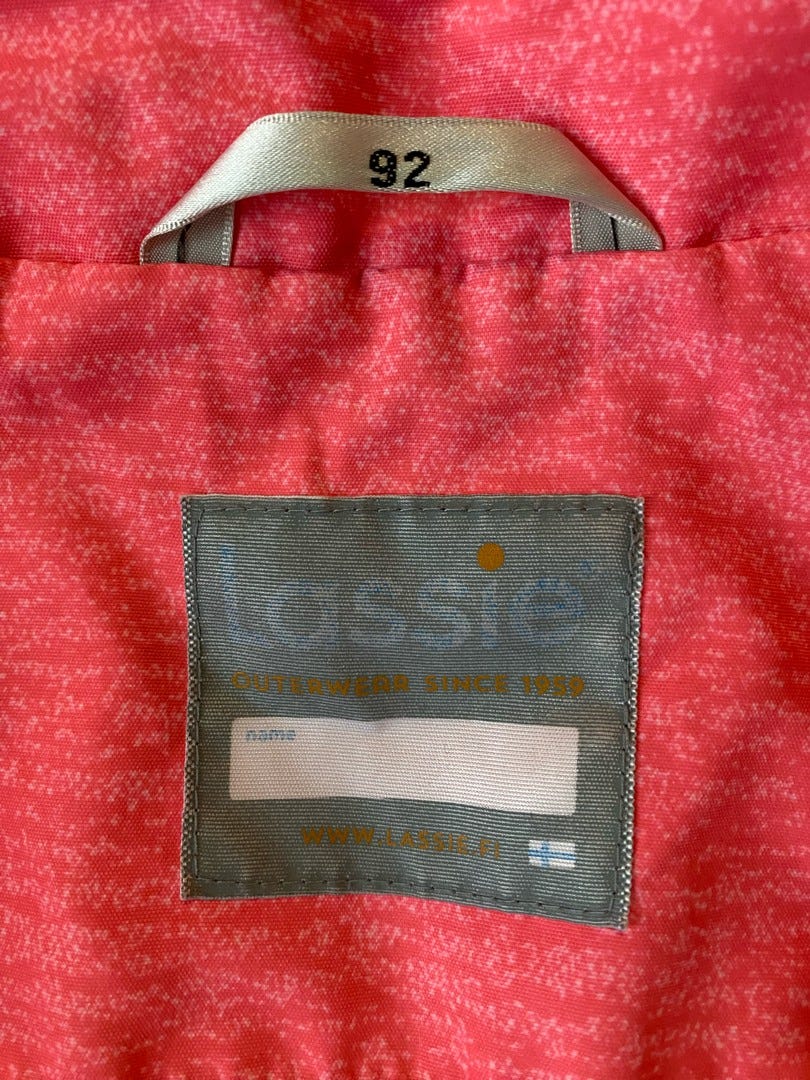 92
Lassie®
OUTERWEAR SINCE 1959
name
WWW.LASSIE.FI